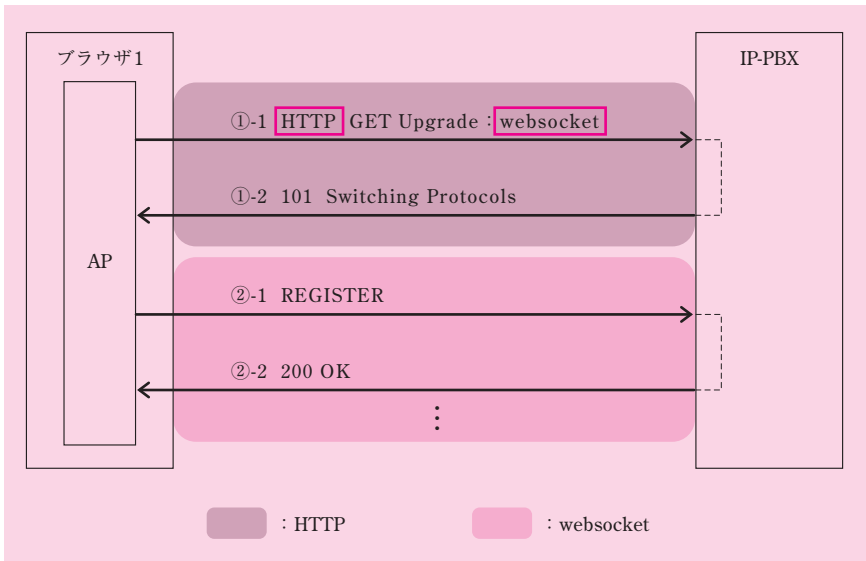 ブラウザ1
IP-PBX
①-1 HTTP GET Upgrade：websocket
①-2 101 Switching Protocols
AP
②-1 REGISTER
②-2 200 OK
⋮
：HTTP
：websocket